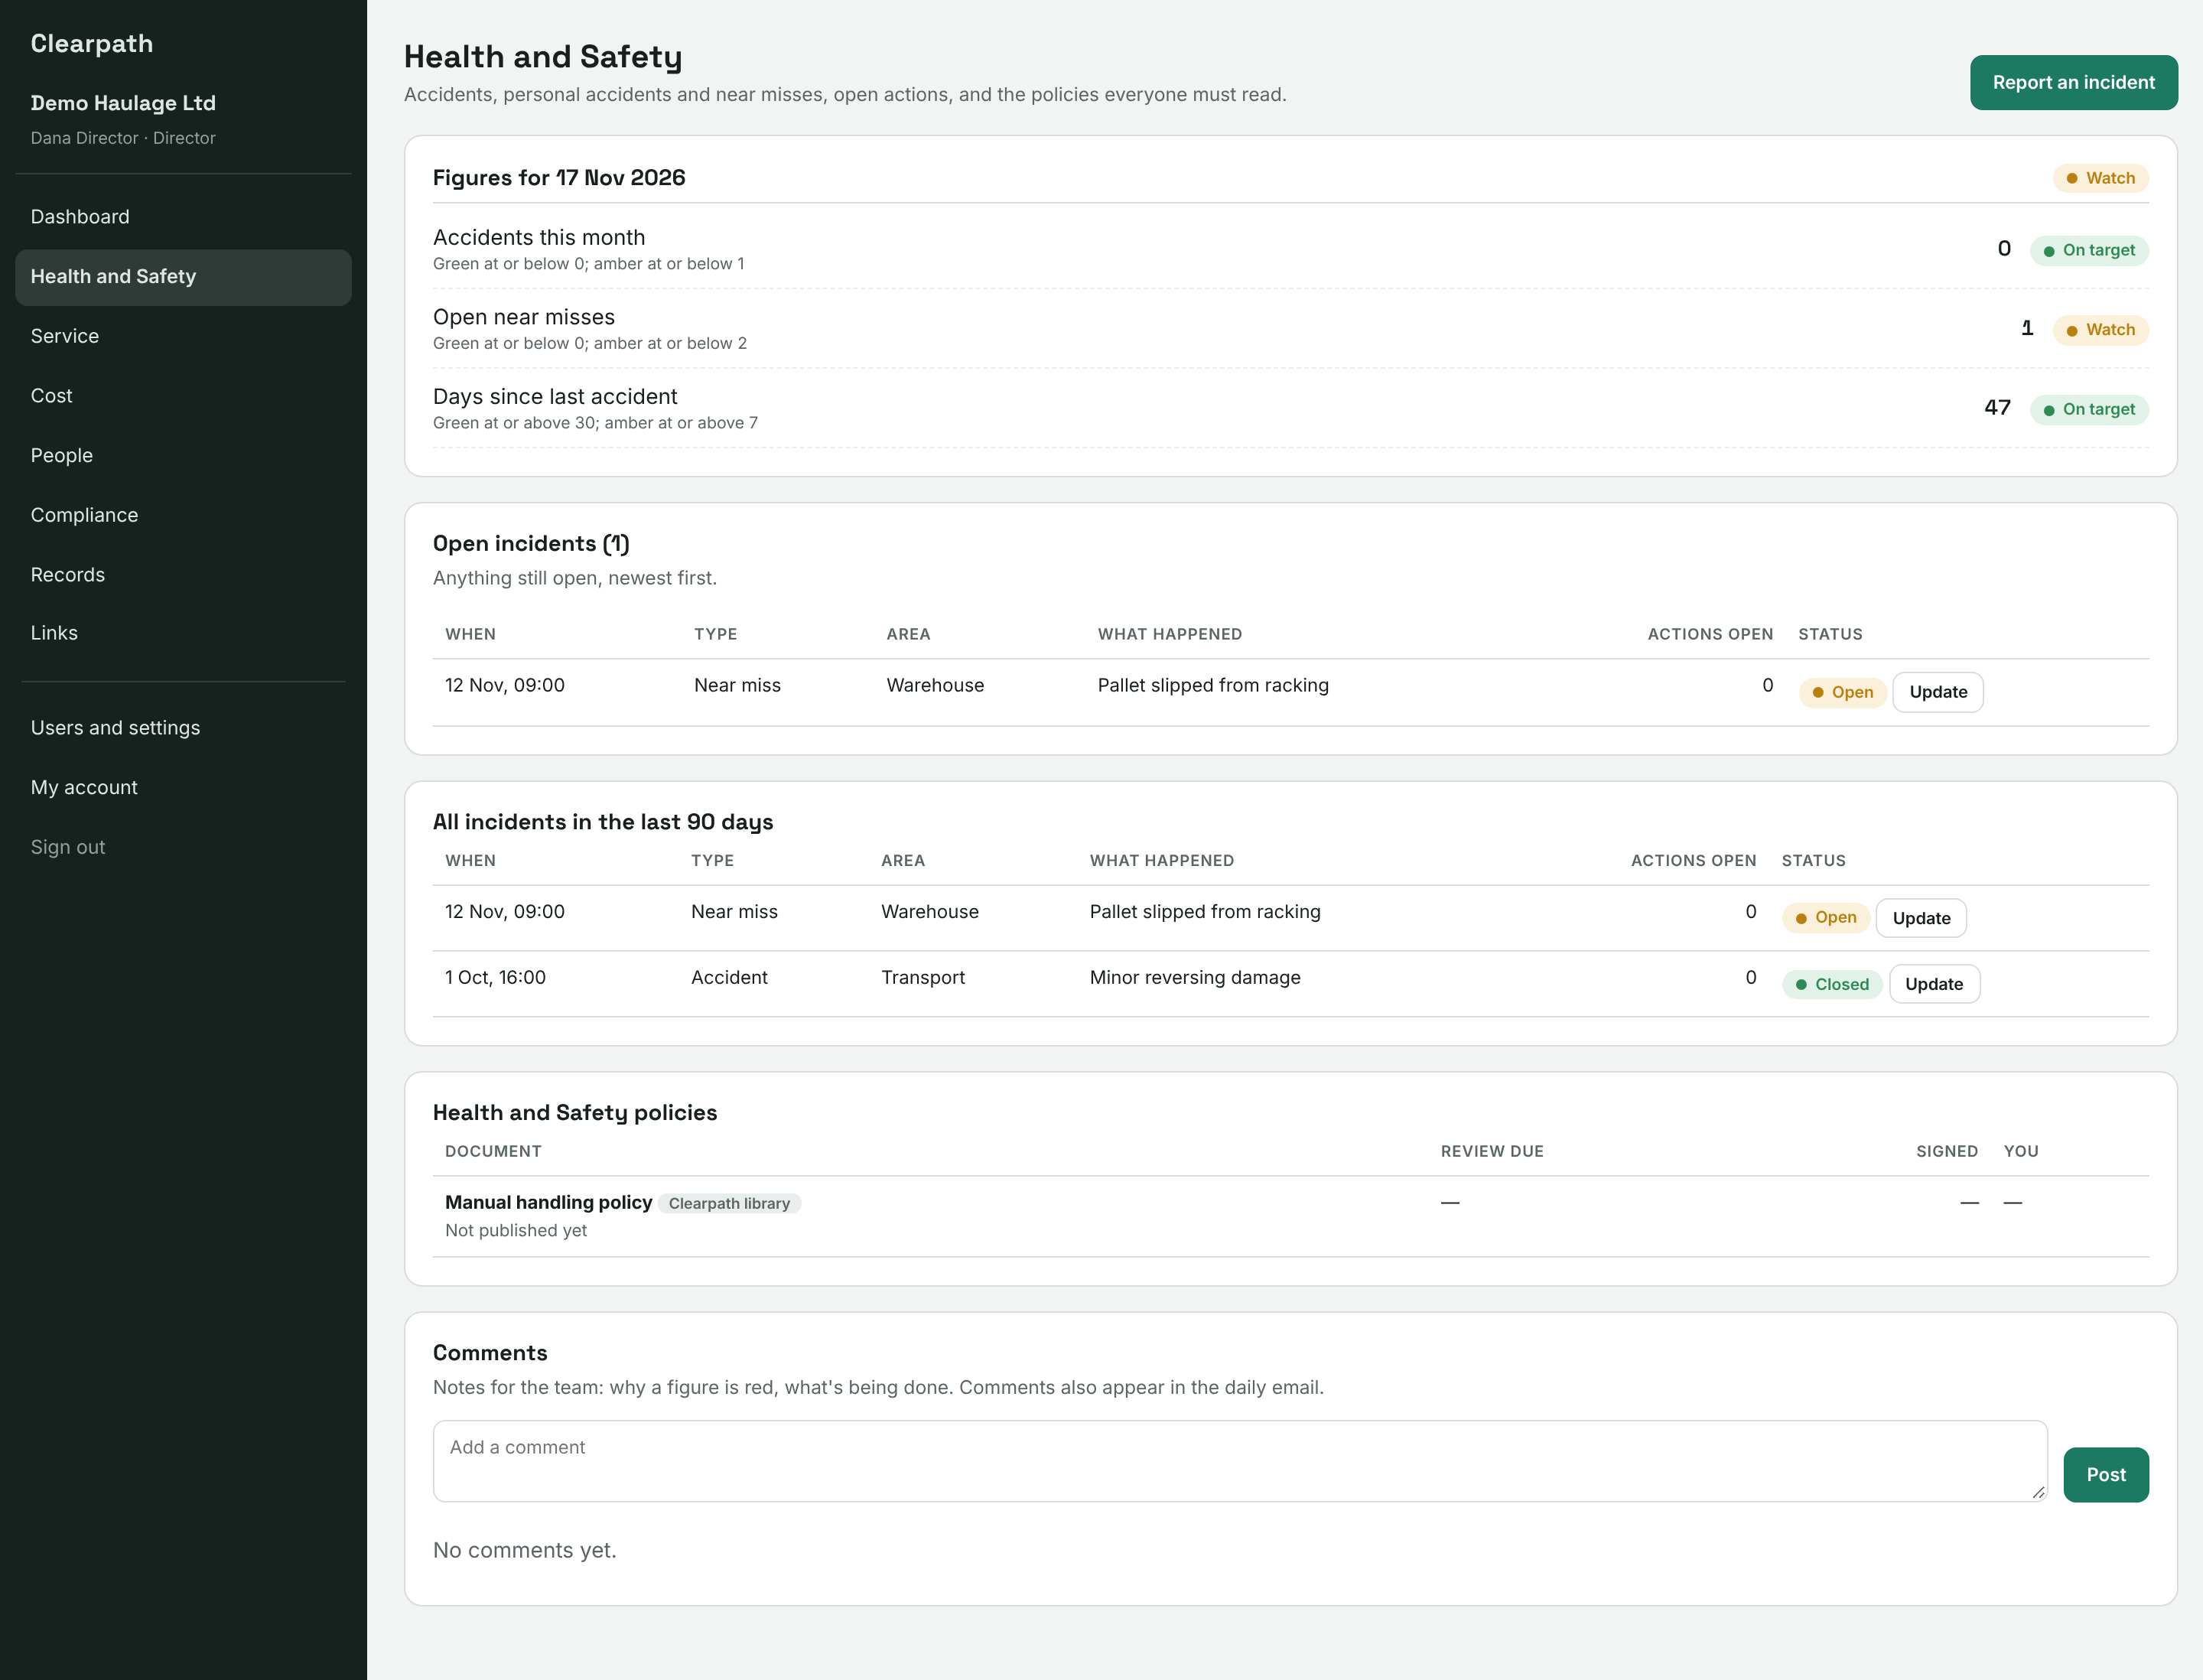 Clearpath
Demo Haulage Ltd
Dana Director · Director
Dashboard
Health and Safety
Service
Cost
People
Compliance
Records
Links
Users and settings
My account
Sign out
Health and Safety
Accidents, personal accidents and near misses, open actions, and the policies everyone must read.
Report an incident
Figures for 17 Nov 2026 Watch
Accidents this month
Green at or below 0; amber at or below 1
0 On target
Open near misses
Green at or below 0; amber at or below 2
1 Watch
Days since last accident
Green at or above 30; amber at or above 7
47 On target
Open incidents (1)
Anything still open, newest first.
WHEN TYPE AREA WHAT HAPPENED ACTIONS OPEN STATUS
12 Nov, 09:00 Near miss Warehouse Pallet slipped from racking 0 Open Update
All incidents in the last 90 days
WHEN TYPE AREA WHAT HAPPENED ACTIONS OPEN STATUS
12 Nov, 09:00 Near miss Warehouse Pallet slipped from racking 0 Open Update
1 Oct, 16:00 Accident Transport Minor reversing damage 0 Closed Update
Health and Safety policies
DOCUMENT REVIEW DUE SIGNED YOU
Manual handling policy Clearpath library — — —
Not published yet
Comments
Notes for the team: why a figure is red, what's being done. Comments also appear in the daily email.
Add a comment
Post
No comments yet.